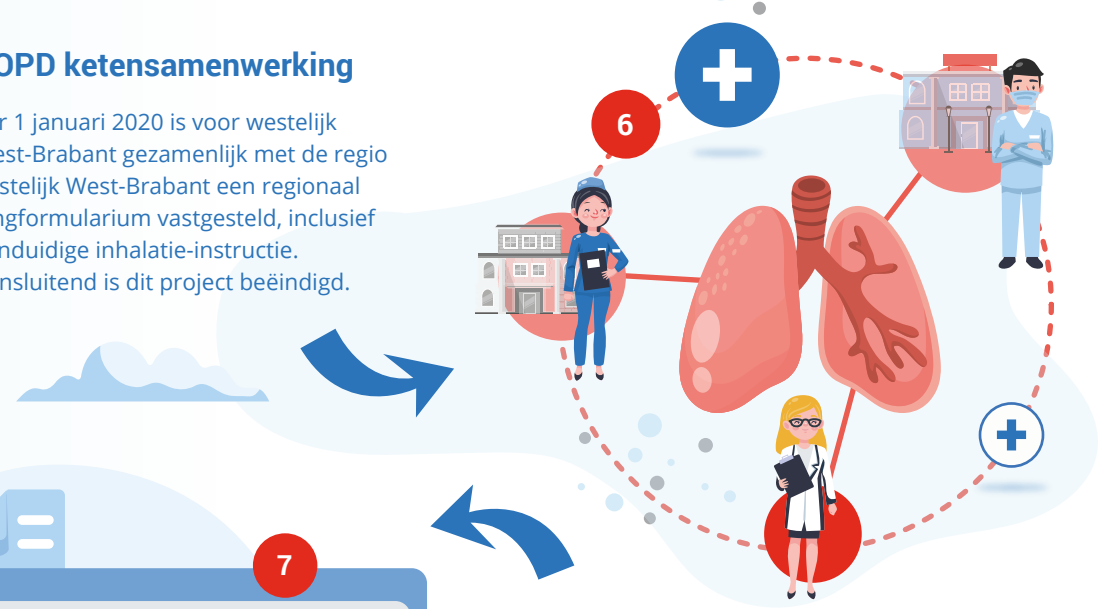 OPD ketensamenwerking
r 1 januari 2020 is voor westelijk
est-Brabant gezamenlijk met de regio
stelijk West-Brabant een regionaal
ngformularium vastgesteld, inclusief
nduidige inhalatie-instructie.
nsluitend is dit project beëindigd.
6
7